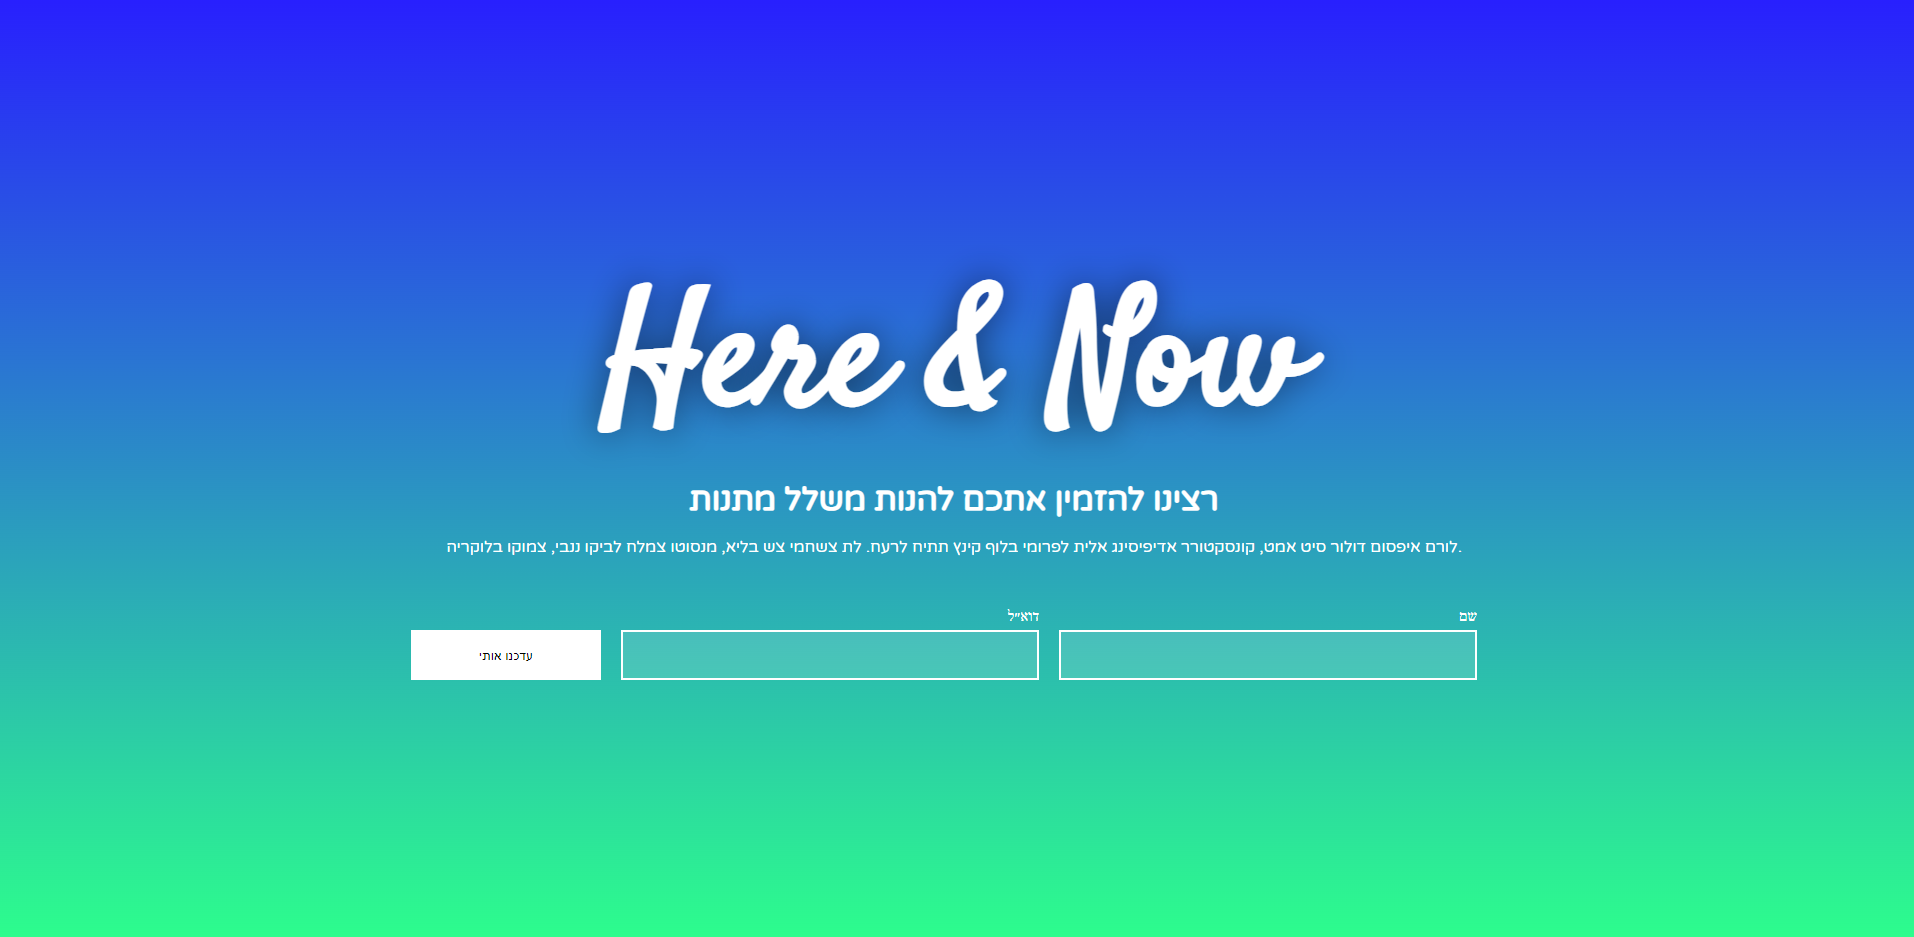 Here & Now
רצינו להזמין אתכם להנות משלל מתנות
לורם איפסום דולור סיט אמט, קונסקטורר אדיפיסינג אלית לפרומי בלוף קינץ תתיח לרעח. לת צשחמי צש בליא, מנסוטו צמלח לביקו ננבי, צמוקו בלוקריה.
שם
דוא״ל
עדכנו אותי